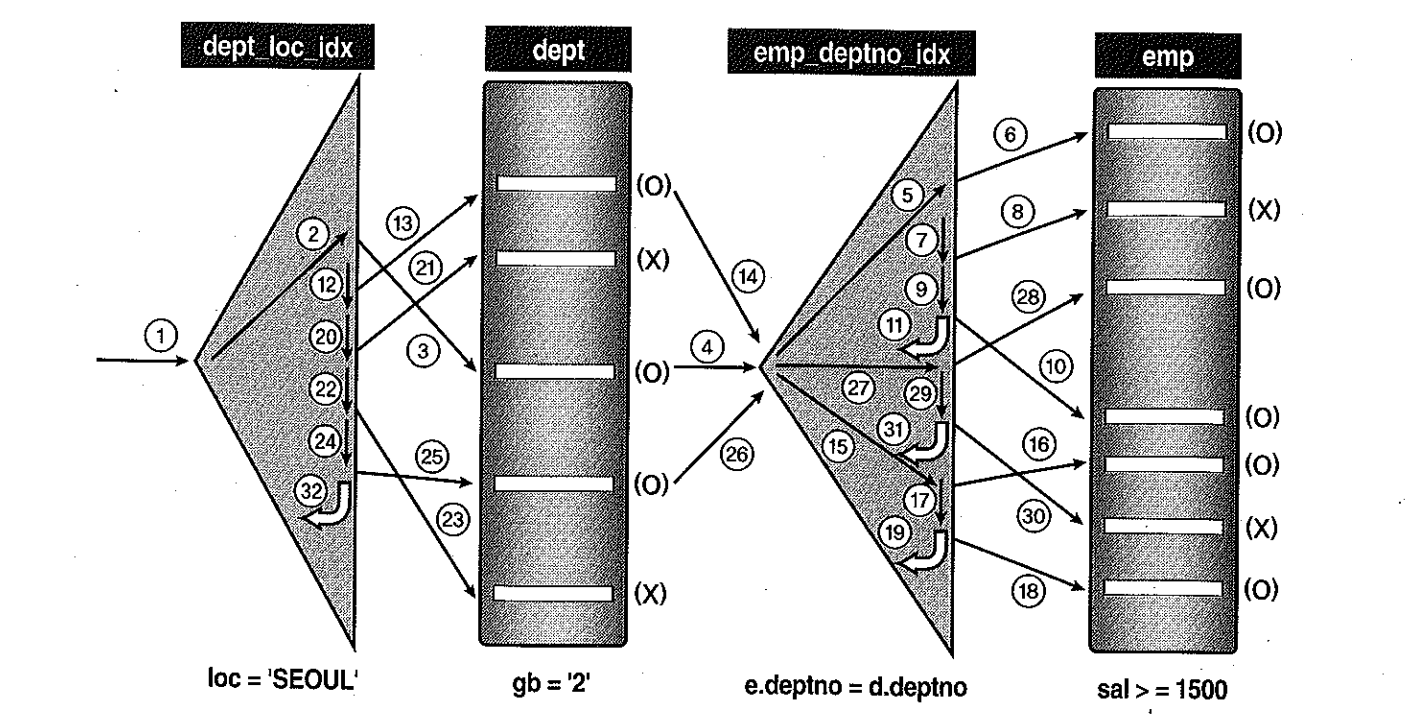 dept_loc_idx
dept
emp_deptno_idx
emp
6
(O)
5
13
(O)
8
(X)
2
7
21
(X)
14
12
9
28
(O)
1
20
3
4
11
10
(O)
27
29
22
(O)
15
31
16
(O)
24
25
26
17
32
(O)
30
(X)
23
19
18
(O)
(X)
loc = 'SEOUL'
gb = '2'
e.deptno = d.deptno
sal > = 1500